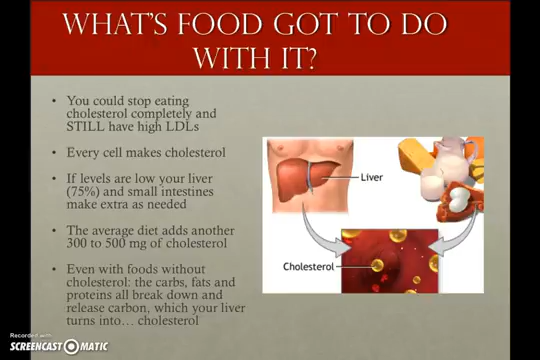 WHAT'S FOOD GOT TO DO
WITH IT?
• You could stop eating
cholesterol completely and
STILL have high LDLs
• Every cell makes cholesterol
• If levels are low your liver
(75%) and small intestines
make extra as needed
• The average diet adds another
300 to 500 mg of cholesterol
• Even with foods without
cholesterol: the carbs, fats and
proteins all break down and
release carbon, which your liver
turns into... cholesterol
Liver
Cholesterol
Recorded with
SCREENCAST-O-MATIC